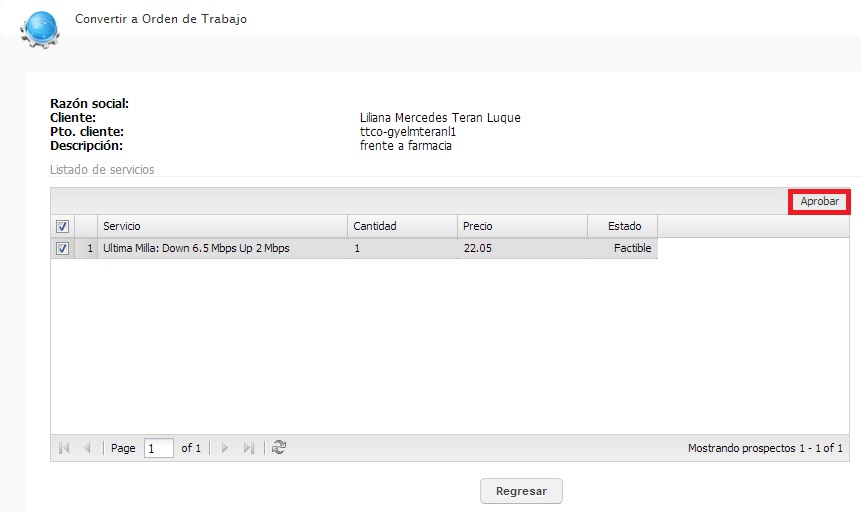 Convertir a Orden de Trabajo
Razón social:
Cliente: Liliana Mercedes Teran Luque
Pto. cliente: ttco-gyelmteranl1
Descripción: frente a farmacia
Listado de servicios
Aprobar
Servicio Cantidad Precio Estado
1 Ultima Milla: Down 6.5 Mbps Up 2 Mbps 1 22.05 Factible
Page 1 of 1 Mostrando prospectos 1 - 1 of 1
Regresar